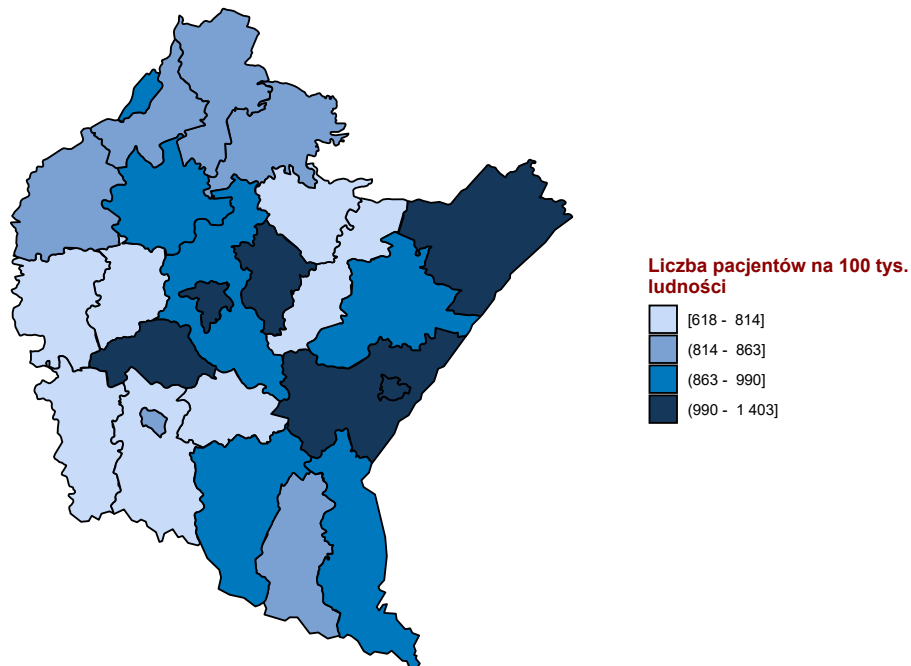 Liczba pacjentów na 100 tys.
ludności
[618 - 814]
(814 - 863]
(863 - 990]
(990 - 1 403]